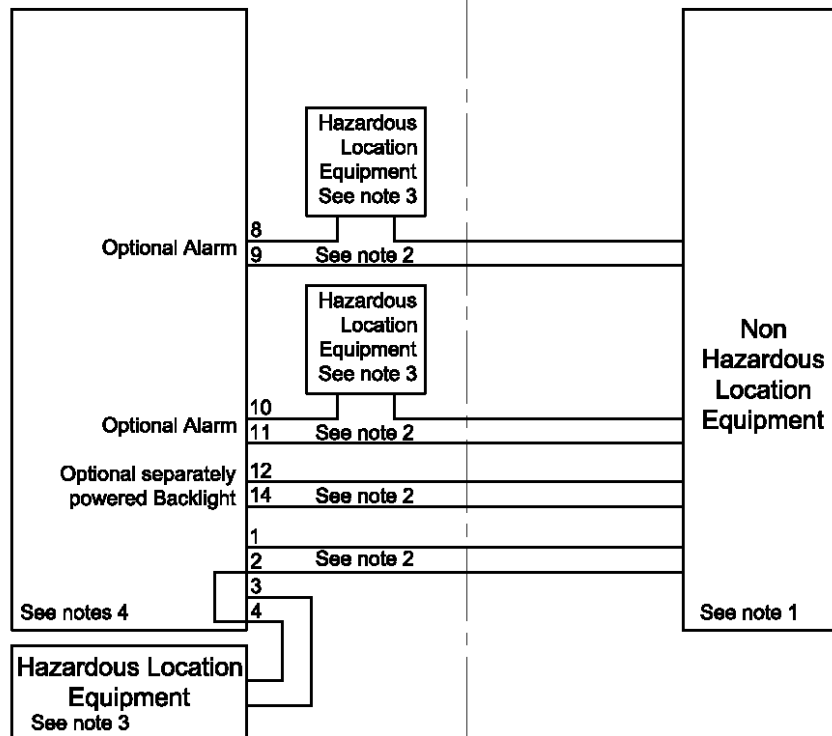 Hazardous
Location
Equipment
See note 3
8
Optional Alarm
9
See note 2
Hazardous
Location
Equipment
See note 3
10
Optional Alarm
11
See note 2
Optional separately
powered Backlight
12
14
See note 2
1
2
See note 2
3
4
See notes 4
Hazardous Location
Equipment
See note 3
Non
Hazardous
Location
Equipment
See note 1